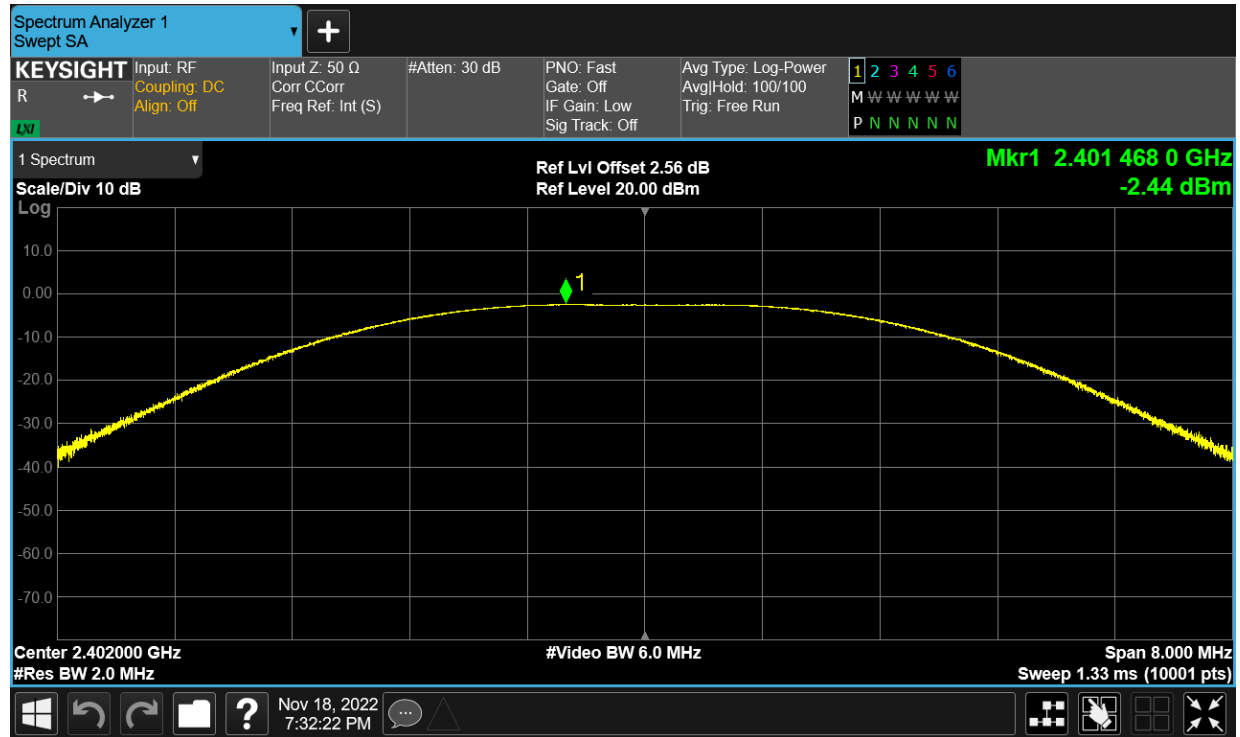 Spectrum Analyzer 1
Swept SA
KEYSIGHT
R
LXI
Input: RF
Coupling: DC
Align: Off
Input Z: 50 Ω
Corr CCorr
Freq Ref: Int (S)
#Atten: 30 dB
PNO: Fast
Gate: Off
IF Gain: Low
Sig Track: Off
Avg Type: Log-Power
Avg|Hold: 100/100
Trig: Free Run
1 2 3 4 5 6
M W W W W W
P N N N N N
1 Spectrum
Scale/Div 10 dB
Log
Ref Lvl Offset 2.56 dB
Ref Level 20.00 dBm
Mkr1 2.401 468 0 GHz
-2.44 dBm
10.0
0.00
-10.0
-20.0
-30.0
-40.0
-50.0
-60.0
-70.0
1
Center 2.402000 GHz
#Res BW 2.0 MHz
#Video BW 6.0 MHz
Span 8.000 MHz
Sweep 1.33 ms (10001 pts)
?
Nov 18, 2022
7:32:22 PM